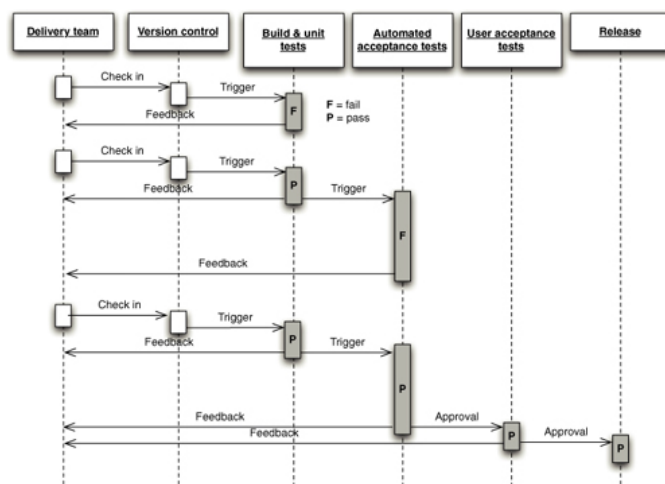 Delivery team
Version control
Build & unit
tests
Automated
acceptance tests
User acceptance
tests
Release
Check in
Trigger
Feedback
F
F = fail
P = pass
Check in
Trigger
Feedback
P
Trigger
F
Feedback
Check in
Trigger
Feedback
P
Trigger
P
Feedback
Approval
Feedback
P
Approval
P